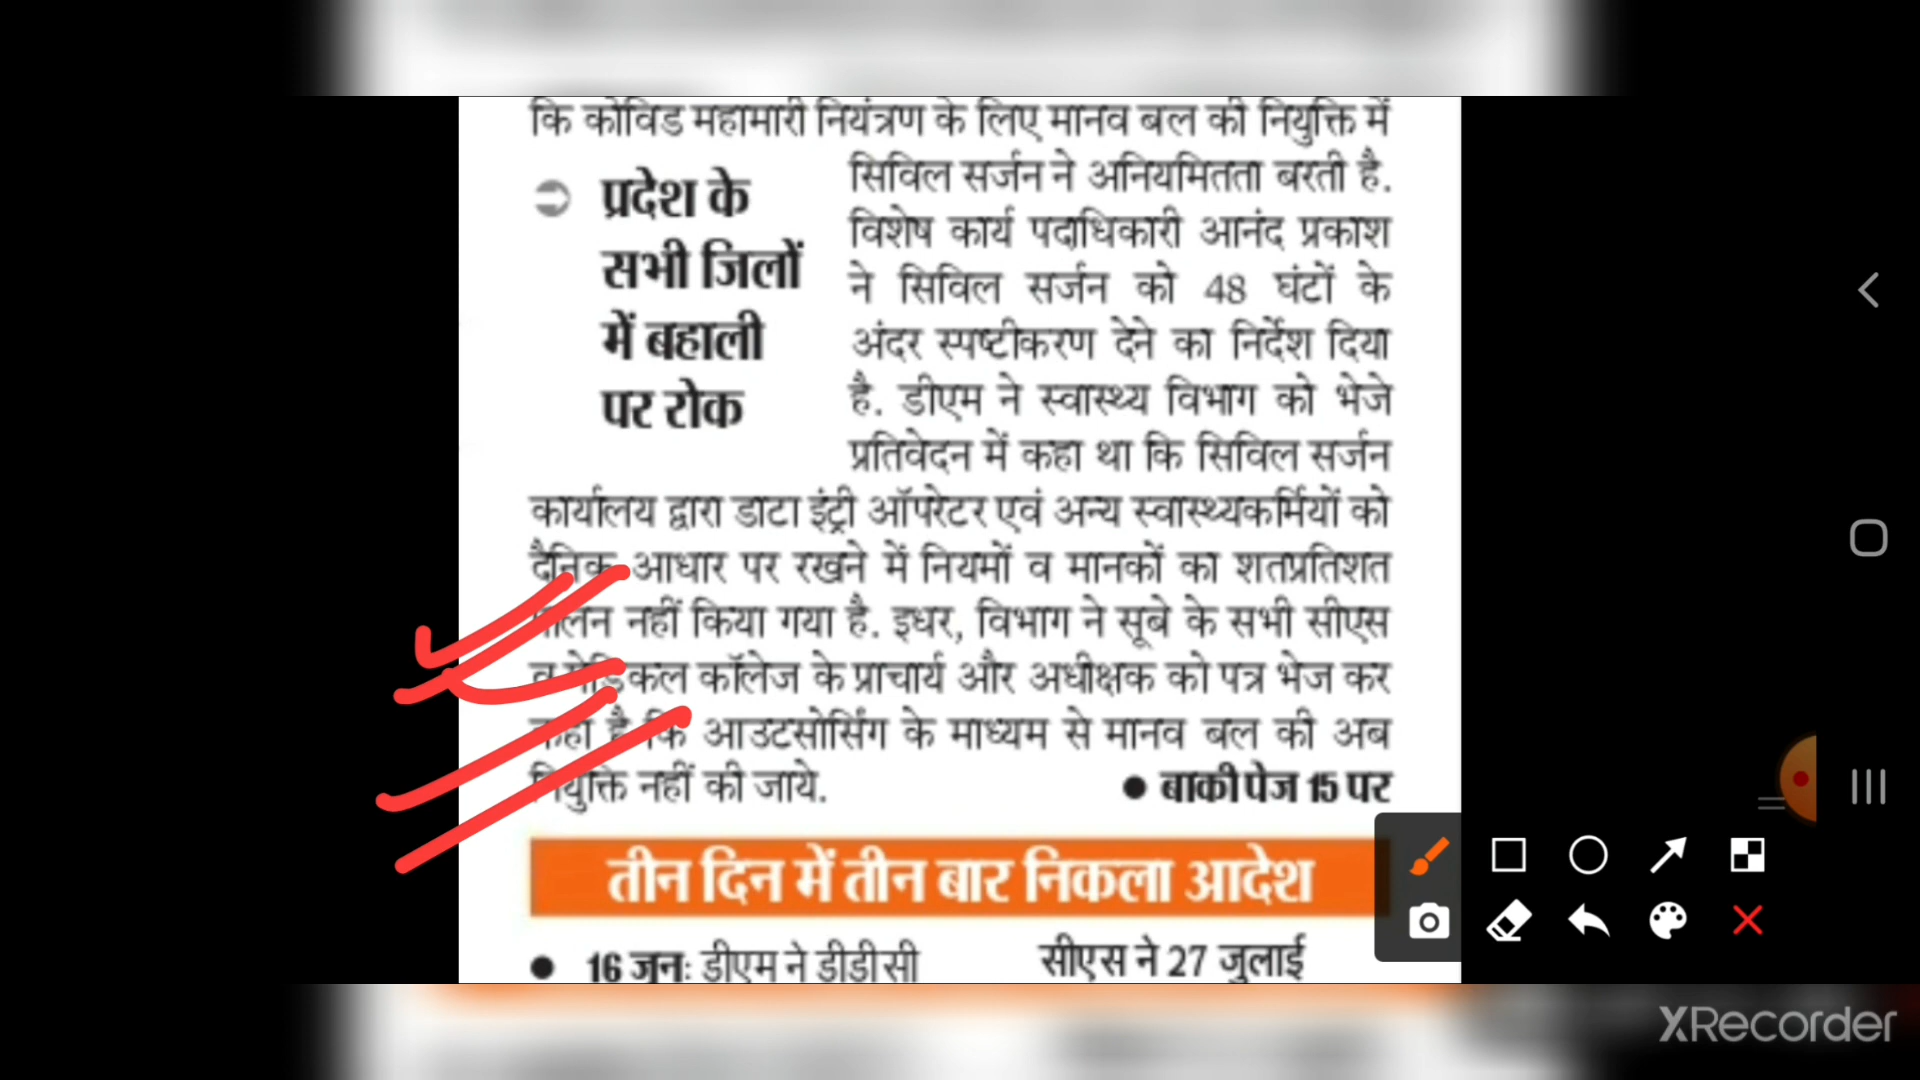 कि कोविड महामारी नियंत्रण के लिए मानव बल की नियुक्ति में
प्रदेश के
सभी जिलों
में बहाली
पर रोक
सिविल सर्जन ने अनियमितता बरती है.
विशेष कार्य पदाधिकारी आनंद प्रकाश
ने सिविल सर्जन को 48 घंटों के
अंदर स्पष्टीकरण देने का निर्देश दिया
है. डीएम ने स्वास्थ्य विभाग को भेजे
प्रतिवेदन में कहा था कि सिविल सर्जन
कार्यालय द्वारा डाटा इंट्री ऑपरेटर एवं अन्य स्वास्थ्यकर्मियों को
दैनिक आधार पर रखने में नियमों व मानकों का शतप्रतिशत
पालन नहीं किया गया है. इधर, विभाग ने सूबे के सभी सीएस
व मेडिकल कॉलेज के प्राचार्य और अधीक्षक को पत्र भेज कर
कहा है कि आउटसोर्सिंग के माध्यम से मानव बल की अब
नियुक्ति नहीं की जाये.
● बाकी पेज 15 पर
तीन दिन में तीन बार निकला आदेश
● 16 जून: डीएम ने डीडीसी
सीएस ने 27 जुलाई
XRecorder